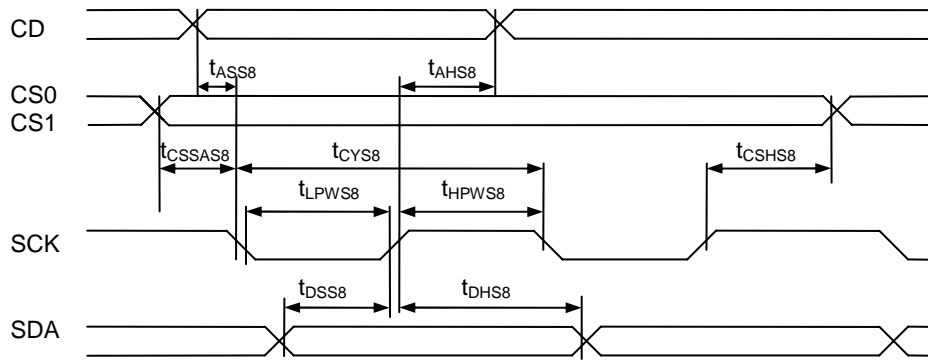 CD
tASS8 tAHS8
CS0
CS1
tCSSAS8 tCYS8 tCSHS8
tLPWS8 tHPWS8
SCK
tDSS8 tDHS8
SDA